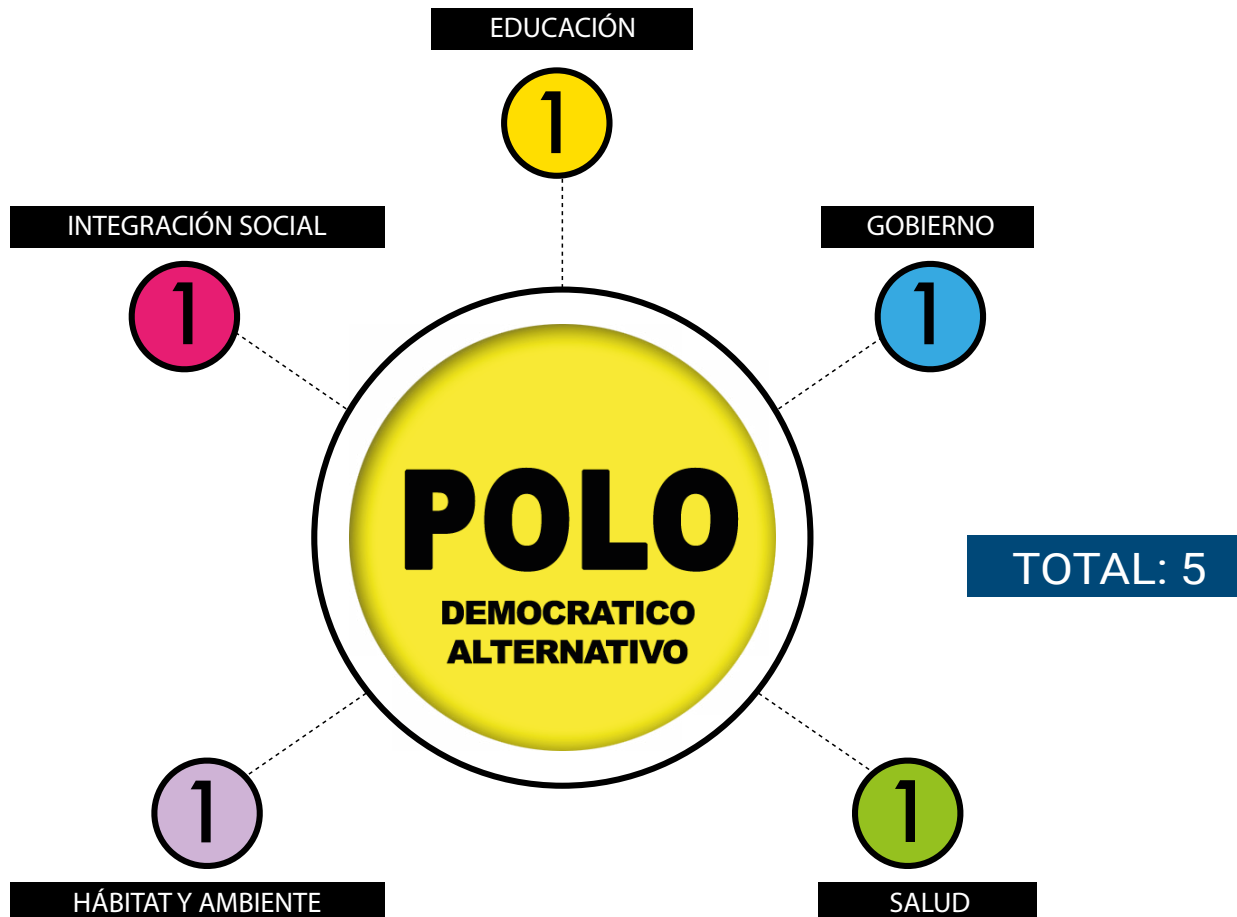 EDUCACIÓN
1
INTEGRACIÓN SOCIAL
1
GOBIERNO
1
POLO
DEMOCRATICO
ALTERNATIVO
TOTAL: 5
1
HÁBITAT Y AMBIENTE
1
SALUD